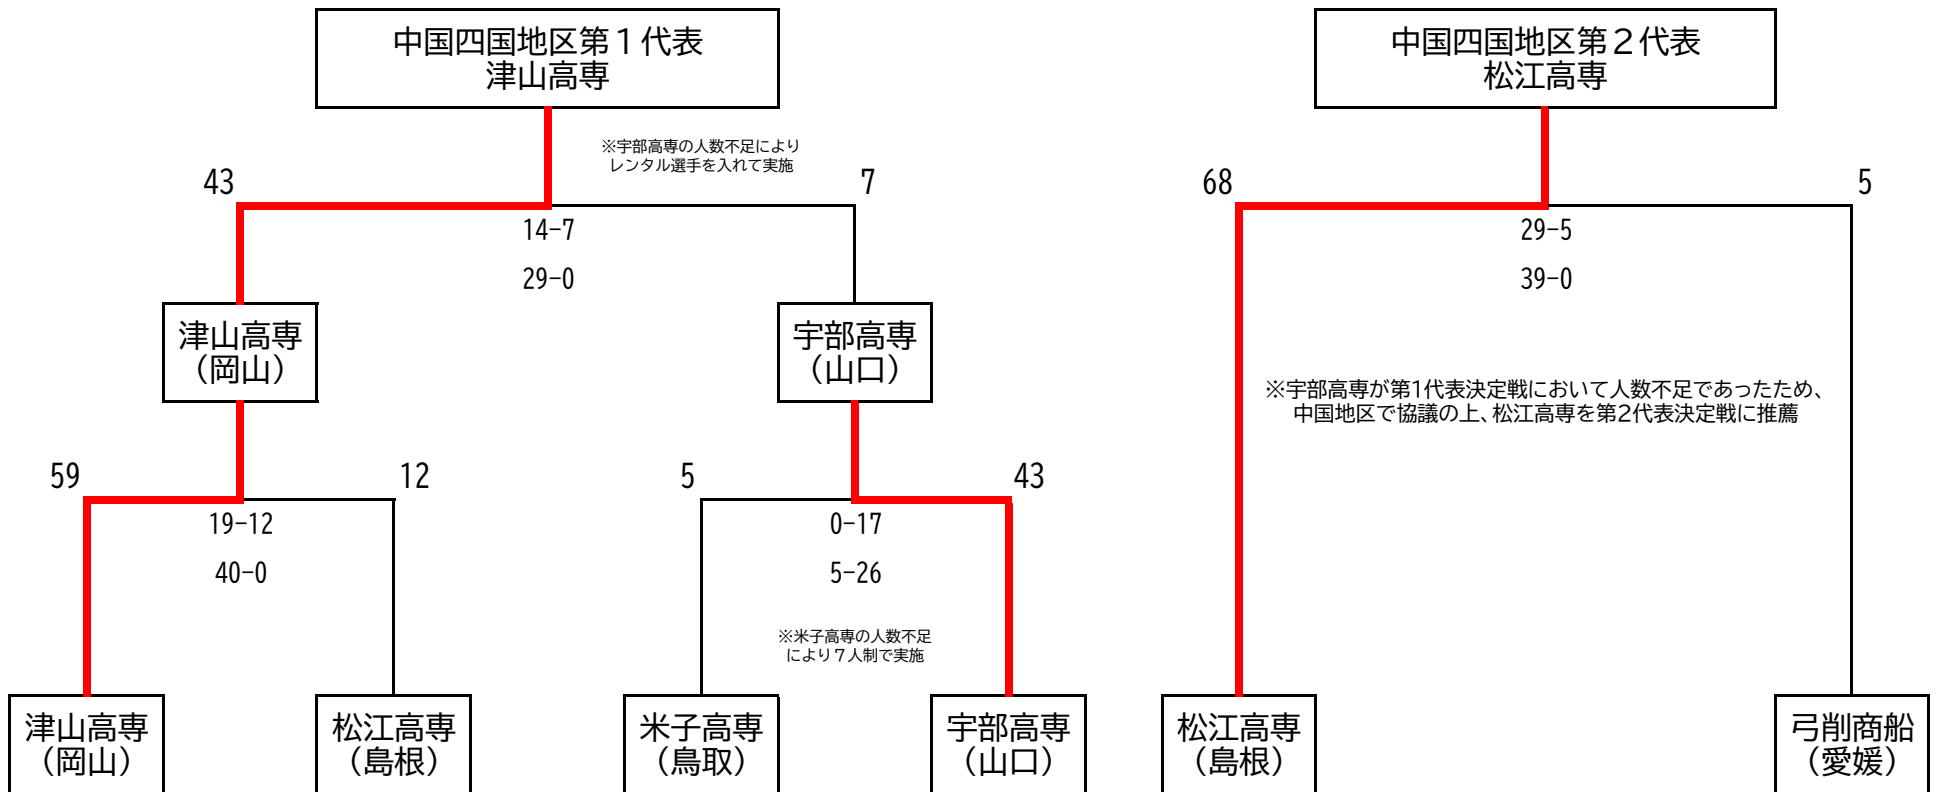 中国四国地区第１代表
津山高専
※宇部高専の人数不足により
レンタル選手を入れて実施
43
7
14-7
29-0
津山高専
（岡山）
宇部高専
（山口）
59
12
19-12
40-0
5
43
0-17
5-26
※米子高専の人数不足
により７人制で実施
津山高専
（岡山）
松江高専
（島根）
米子高専
（鳥取）
宇部高専
（山口）
中国四国地区第２代表
松江高専
68
5
29-5
39-0
※宇部高専が第1代表決定戦において人数不足であったため、
中国地区で協議の上、松江高専を第2代表決定戦に推薦
松江高専
（島根）
弓削商船
（愛媛）